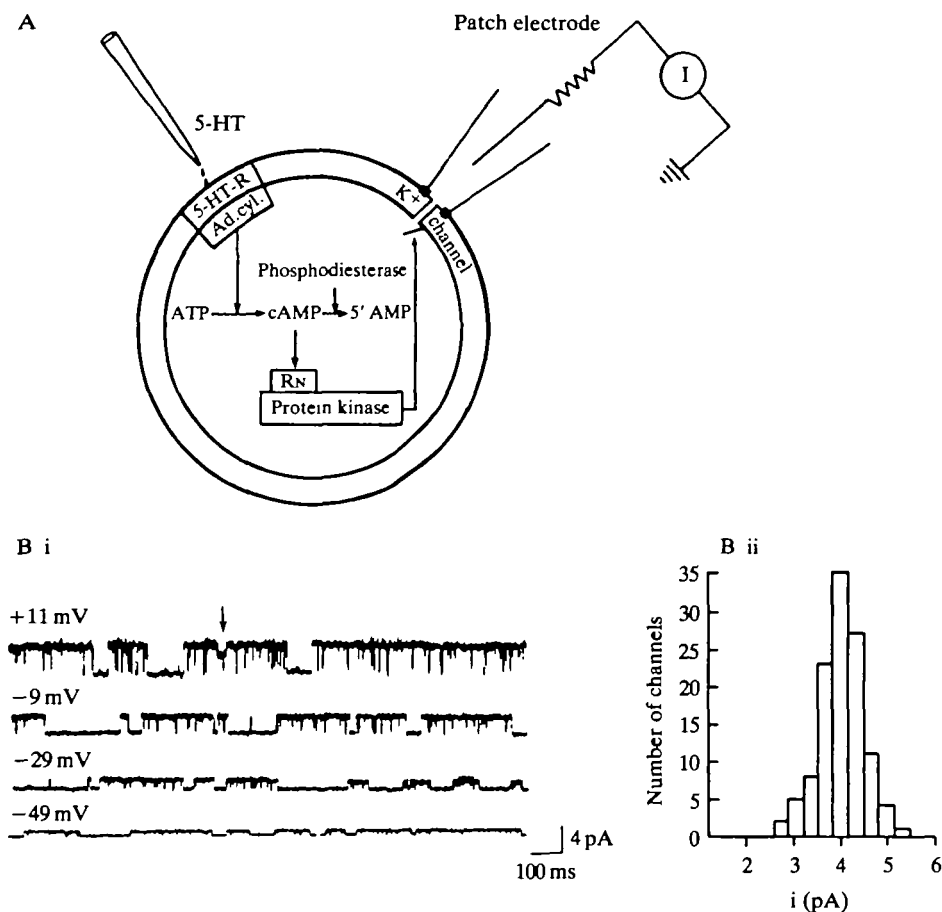 A
Patch electrode
I
5-HT
5-HT-R
Ad.cyl.
K+
channel
Phosphodiesterase
ATP cAMP 5' AMP
RN
Protein kinase
B i
+11 mV
−9 mV
−29 mV
−49 mV
4 pA
100 ms
B ii
Number of channels
35
30
25
20
15
10
5
0
2 3 4 5 6
i (pA)